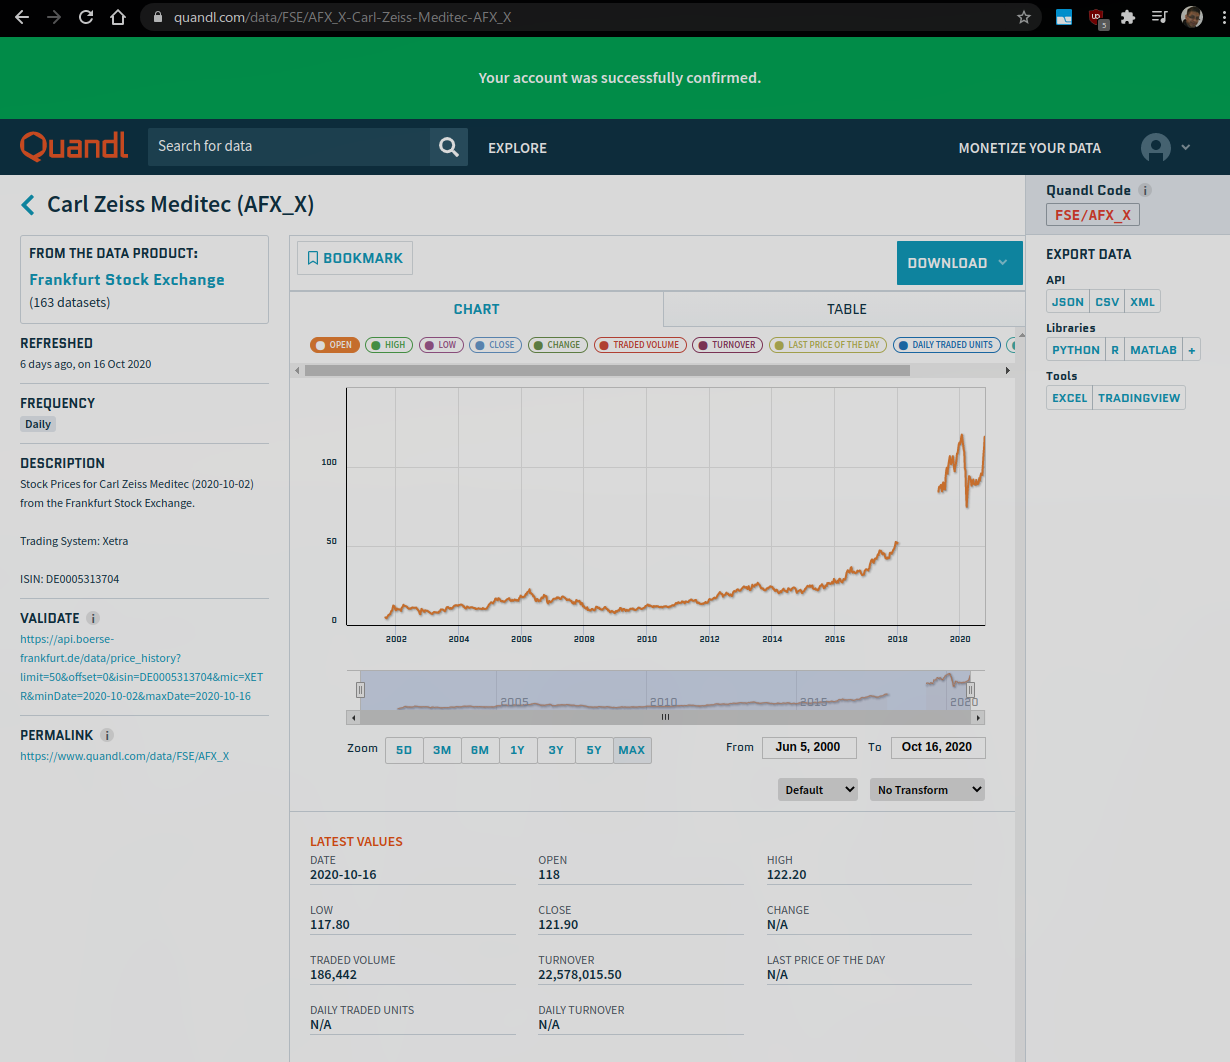 quandl.com/data/FSE/AFX_X-Carl-Zeiss-Meditec-AFX_X
5
Your account was successfully confirmed.
Quandl
Search for data
EXPLORE
MONETIZE YOUR DATA
Carl Zeiss Meditec (AFX_X)
FROM THE DATA PRODUCT:
Frankfurt Stock Exchange
(163 datasets)
REFRESHED
6 days ago, on 16 Oct 2020
FREQUENCY
Daily
DESCRIPTION
Stock Prices for Carl Zeiss Meditec (2020-10-02)
from the Frankfurt Stock Exchange.
Trading System: Xetra
ISIN: DE0005313704
VALIDATE i
https://api.boerse-
frankfurt.de/data/price_history?
limit=50&offset=0&isin=DE0005313704&mic=XET
R&minDate=2020-10-02&maxDate=2020-10-16
PERMALINK i
https://www.quandl.com/data/FSE/AFX_X
BOOKMARK
DOWNLOAD
CHART
TABLE
OPEN HIGH LOW CLOSE CHANGE TRADED VOLUME TURNOVER LAST PRICE OF THE DAY DAILY TRADED UNITS
100
50
0
2002 2004 2006 2008 2010 2012 2014 2016 2018 2020
2005 2010 2015 2020
Zoom 5D 3M 6M 1Y 3Y 5Y MAX
From Jun 5, 2000 To Oct 16, 2020
Default No Transform
LATEST VALUES
DATE OPEN HIGH
2020-10-16 118 122.20
LOW CLOSE CHANGE
117.80 121.90 N/A
TRADED VOLUME TURNOVER LAST PRICE OF THE DAY
186,442 22,578,015.50 N/A
DAILY TRADED UNITS DAILY TURNOVER
N/A N/A
Quandl Code i
FSE/AFX_X
EXPORT DATA
API
JSON CSV XML
Libraries
PYTHON R MATLAB +
Tools
EXCEL TRADINGVIEW